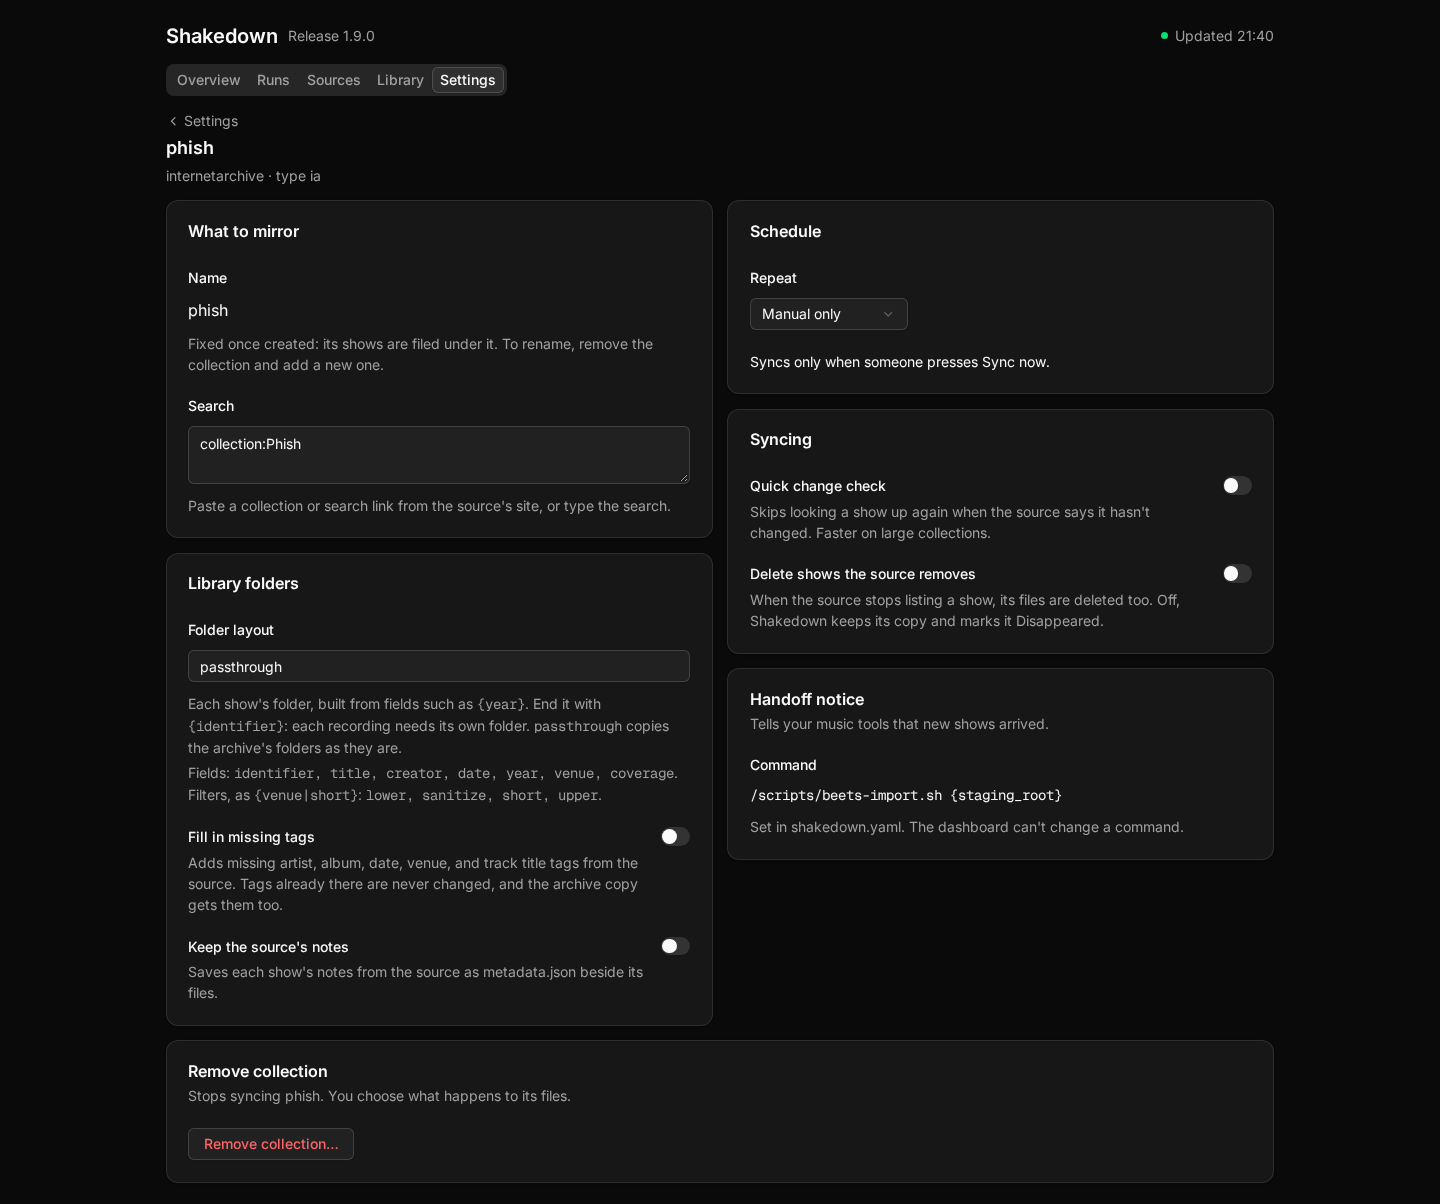 Shakedown Release 1.9.0
Updated 21:40
Overview Runs Sources Library Settings
Settings
phish
internetarchive · type ia
What to mirror
Name
phish
Fixed once created: its shows are filed under it. To rename, remove the
collection and add a new one.
Search
collection:Phish
Paste a collection or search link from the source's site, or type the search.
Library folders
Folder layout
passthrough
Each show's folder, built from fields such as {year}. End it with
{identifier}: each recording needs its own folder. passthrough copies
the archive's folders as they are.
Fields: identifier, title, creator, date, year, venue, coverage.
Filters, as {venue|short}: lower, sanitize, short, upper.
Fill in missing tags
Adds missing artist, album, date, venue, and track title tags from the
source. Tags already there are never changed, and the archive copy
gets them too.
Keep the source's notes
Saves each show's notes from the source as metadata.json beside its
files.
Schedule
Repeat
Manual only
Syncs only when someone presses Sync now.
Syncing
Quick change check
Skips looking a show up again when the source says it hasn't
changed. Faster on large collections.
Delete shows the source removes
When the source stops listing a show, its files are deleted too. Off,
Shakedown keeps its copy and marks it Disappeared.
Handoff notice
Tells your music tools that new shows arrived.
Command
/scripts/beets-import.sh {staging_root}
Set in shakedown.yaml. The dashboard can't change a command.
Remove collection
Stops syncing phish. You choose what happens to its files.
Remove collection...